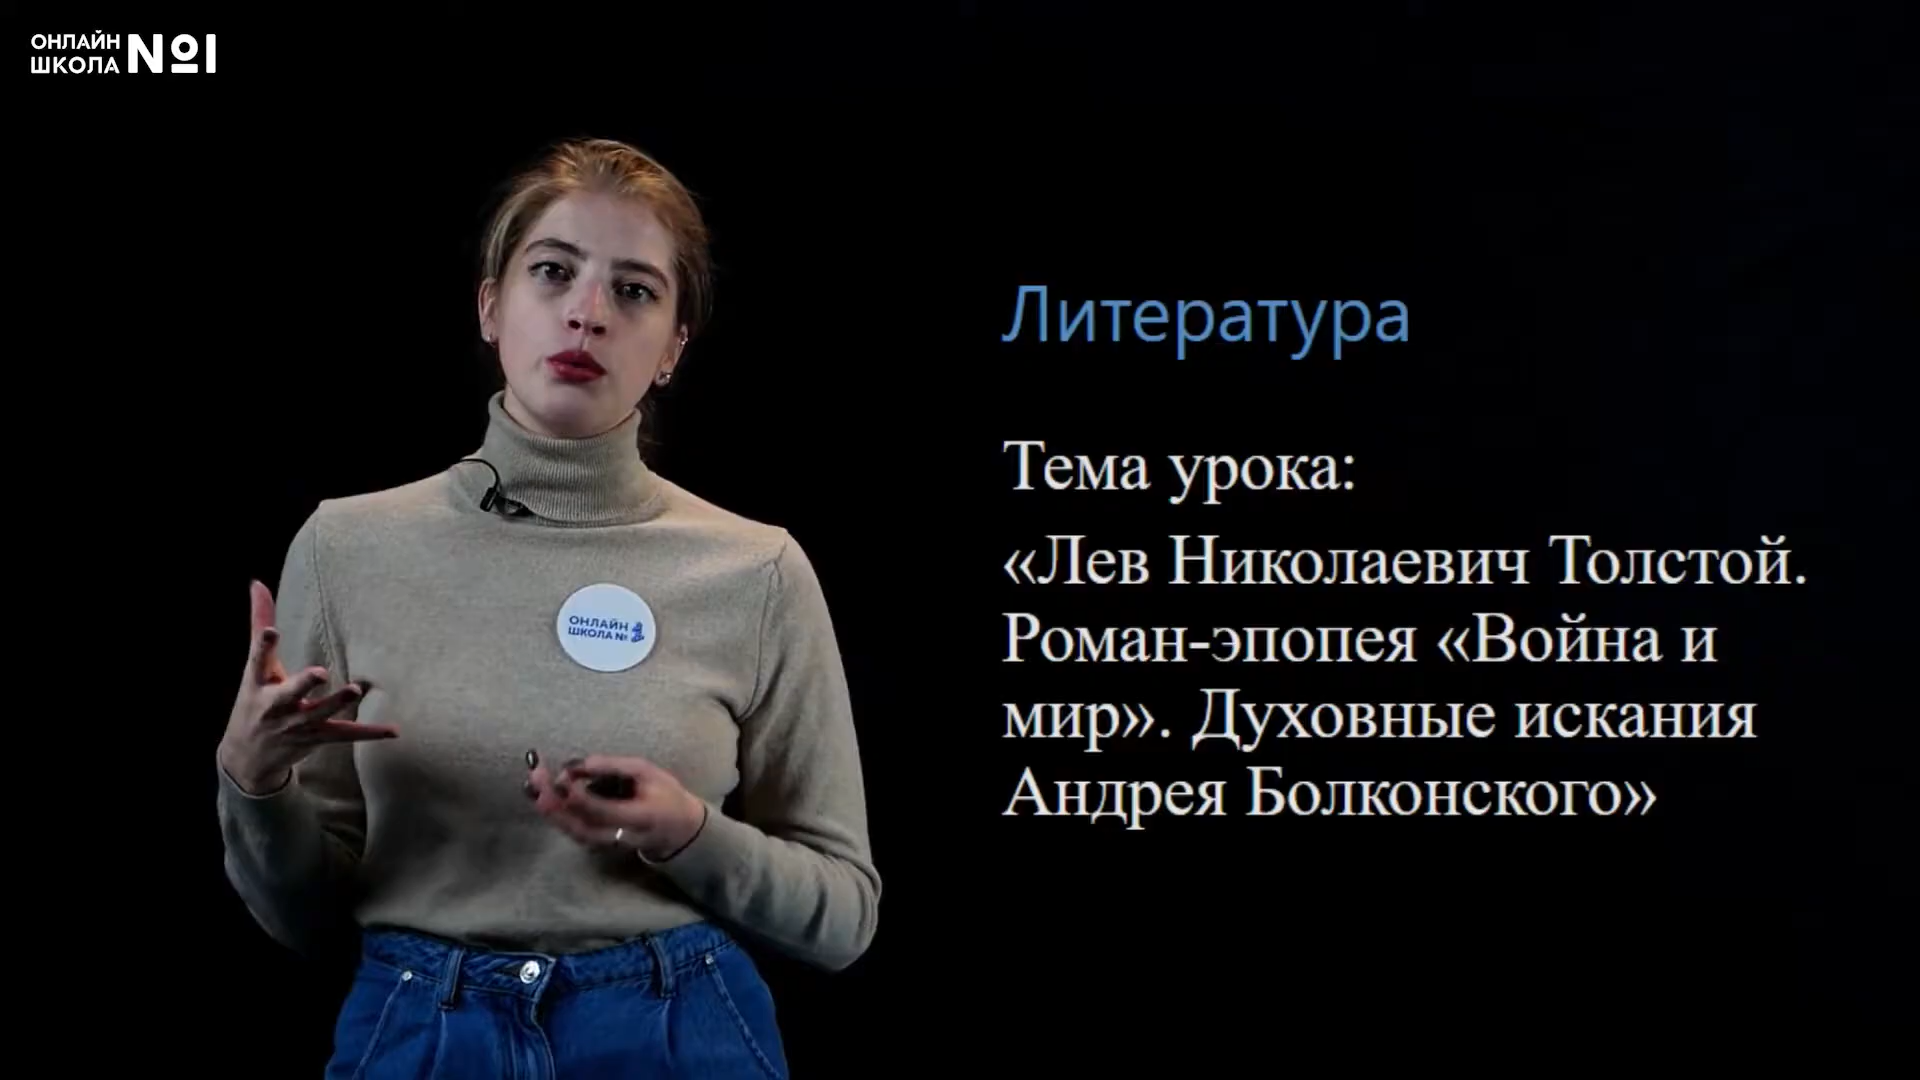 ОНЛАЙН
ШКОЛА №1
Литература
Тема урока:
«Лев Николаевич Толстой.
Роман-эпопея «Война и
мир». Духовные искания
Андрея Болконского»
ОНЛАЙН
ШКОЛА №1